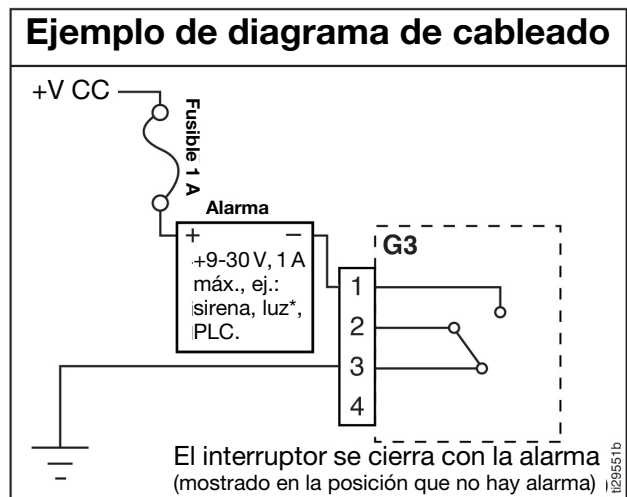 Ejemplo de diagrama de cableado
+V CC
Fusible 1 A
Alarma
+ –
+9-30 V, 1 A
máx., ej.:
sirena, luz*,
PLC.
G3
1
2
3
4
El interruptor se cierra con la alarma
(mostrado en la posición que no hay alarma)
ti29551b